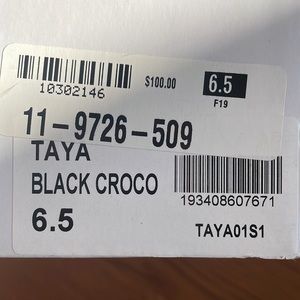 10302146
$100.00
6.5
F19
11-9726-509
TAYA
BLACK CROCO
6.5
193408607671
TAYA01S1